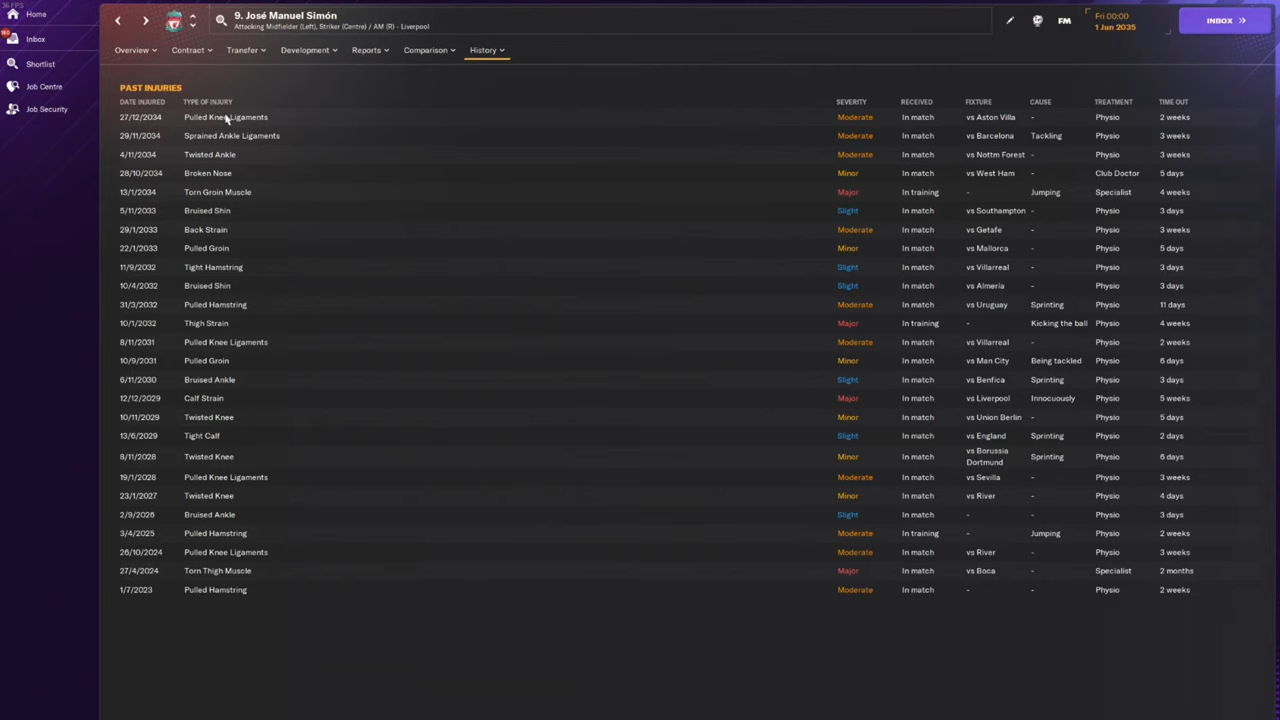 36 FPS
Home
Inbox
Shortlist
Job Centre
Job Security
9. José Manuel Simón
Attacking Midfielder (Left), Striker (Centre) / AM (R) - Liverpool
FM
Fri 00:00
1 Jun 2035
INBOX
Overview Contract Transfer Development Reports Comparison History
PAST INJURIES
DATE INJURED TYPE OF INJURY SEVERITY RECEIVED FIXTURE CAUSE TREATMENT TIME OUT
27/12/2034 Pulled Knee Ligaments Moderate In match vs Aston Villa - Physio 2 weeks
29/11/2034 Sprained Ankle Ligaments Moderate In match vs Barcelona Tackling Physio 3 weeks
4/11/2034 Twisted Ankle Moderate In match vs Nottm Forest - Physio 3 weeks
28/10/2034 Broken Nose Minor In match vs West Ham - Club Doctor 5 days
13/1/2034 Torn Groin Muscle Major In training - Jumping Specialist 4 weeks
5/11/2033 Bruised Shin Slight In match vs Southampton - Physio 3 days
29/1/2033 Back Strain Moderate In match vs Getafe - Physio 3 weeks
22/1/2033 Pulled Groin Minor In match vs Mallorca - Physio 5 days
11/9/2032 Tight Hamstring Slight In match vs Villarreal - Physio 3 days
10/4/2032 Bruised Shin Slight In match vs Almería - Physio 3 days
31/3/2032 Pulled Hamstring Moderate In match vs Uruguay Sprinting Physio 11 days
10/1/2032 Thigh Strain Major In training - Kicking the ball Physio 4 weeks
8/11/2031 Pulled Knee Ligaments Moderate In match vs Villarreal - Physio 2 weeks
10/9/2031 Pulled Groin Minor In match vs Man City Being tackled Physio 6 days
6/11/2030 Bruised Ankle Slight In match vs Benfica Sprinting Physio 3 days
12/12/2029 Calf Strain Major In match vs Liverpool Innocuously Physio 5 weeks
10/11/2029 Twisted Knee Minor In match vs Union Berlin - Physio 5 days
13/6/2029 Tight Calf Slight In match vs England Sprinting Physio 2 days
8/11/2028 Twisted Knee Minor In match vs Borussia Dortmund Sprinting Physio 6 days
19/1/2028 Pulled Knee Ligaments Moderate In match vs Sevilla - Physio 3 weeks
23/1/2027 Twisted Knee Minor In match vs River - Physio 4 days
2/9/2026 Bruised Ankle Slight In match - - Physio 3 days
3/4/2025 Pulled Hamstring Moderate In training - Jumping Physio 2 weeks
26/10/2024 Pulled Knee Ligaments Moderate In match vs River - Physio 3 weeks
27/4/2024 Torn Thigh Muscle Major In match vs Boca - Specialist 2 months
1/7/2023 Pulled Hamstring Moderate In match - - Physio 2 weeks